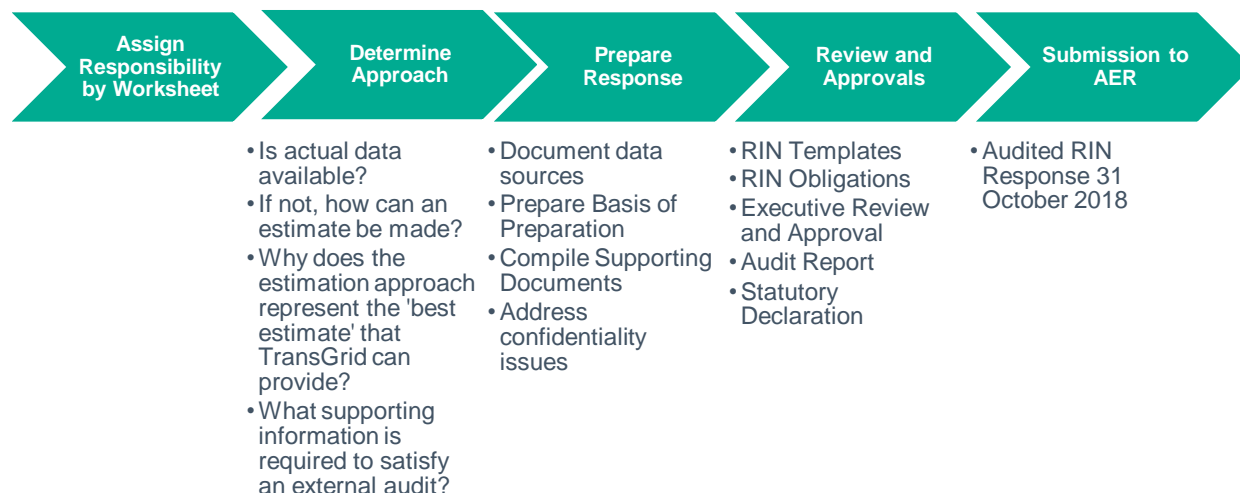 Assign
Responsibility
by Worksheet
Determine
Approach
Prepare
Response
Review and
Approvals
Submission to
AER
• Is actual data
available?
• If not, how can an
estimate be made?
• Why does the
estimation approach
represent the 'best
estimate' that
TransGrid can
provide?
• What supporting
information is
required to satisfy
an external audit?
• Document data
sources
• Prepare Basis of
Preparation
• Compile Supporting
Documents
• Address
confidentiality
issues
• RIN Templates
• RIN Obligations
• Executive Review
and Approval
• Audit Report
• Statutory
Declaration
• Audited RIN
Response 31
October 2018